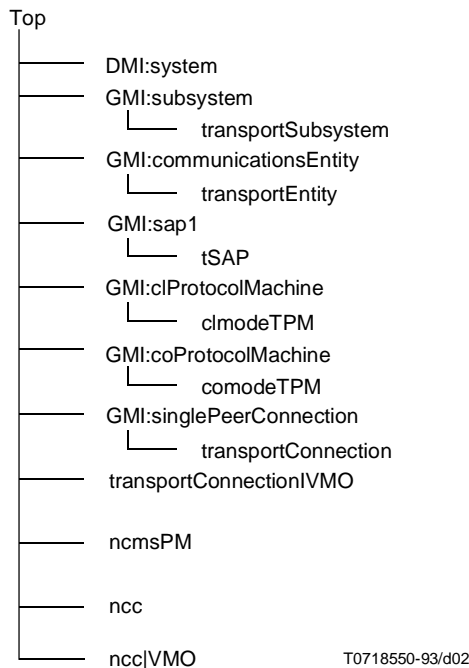 Top
DMI:system
GMI:subsystem
transportSubsystem
GMI:communicationsEntity
transportEntity
GMI:sap1
tSAP
GMI:clProtocolMachine
clmodeTPM
GMI:coProtocolMachine
comodeTPM
GMI:singlePeerConnection
transportConnection
transportConnectionIVMO
ncmsPM
ncc
ncc|VMO T0718550-93/d02